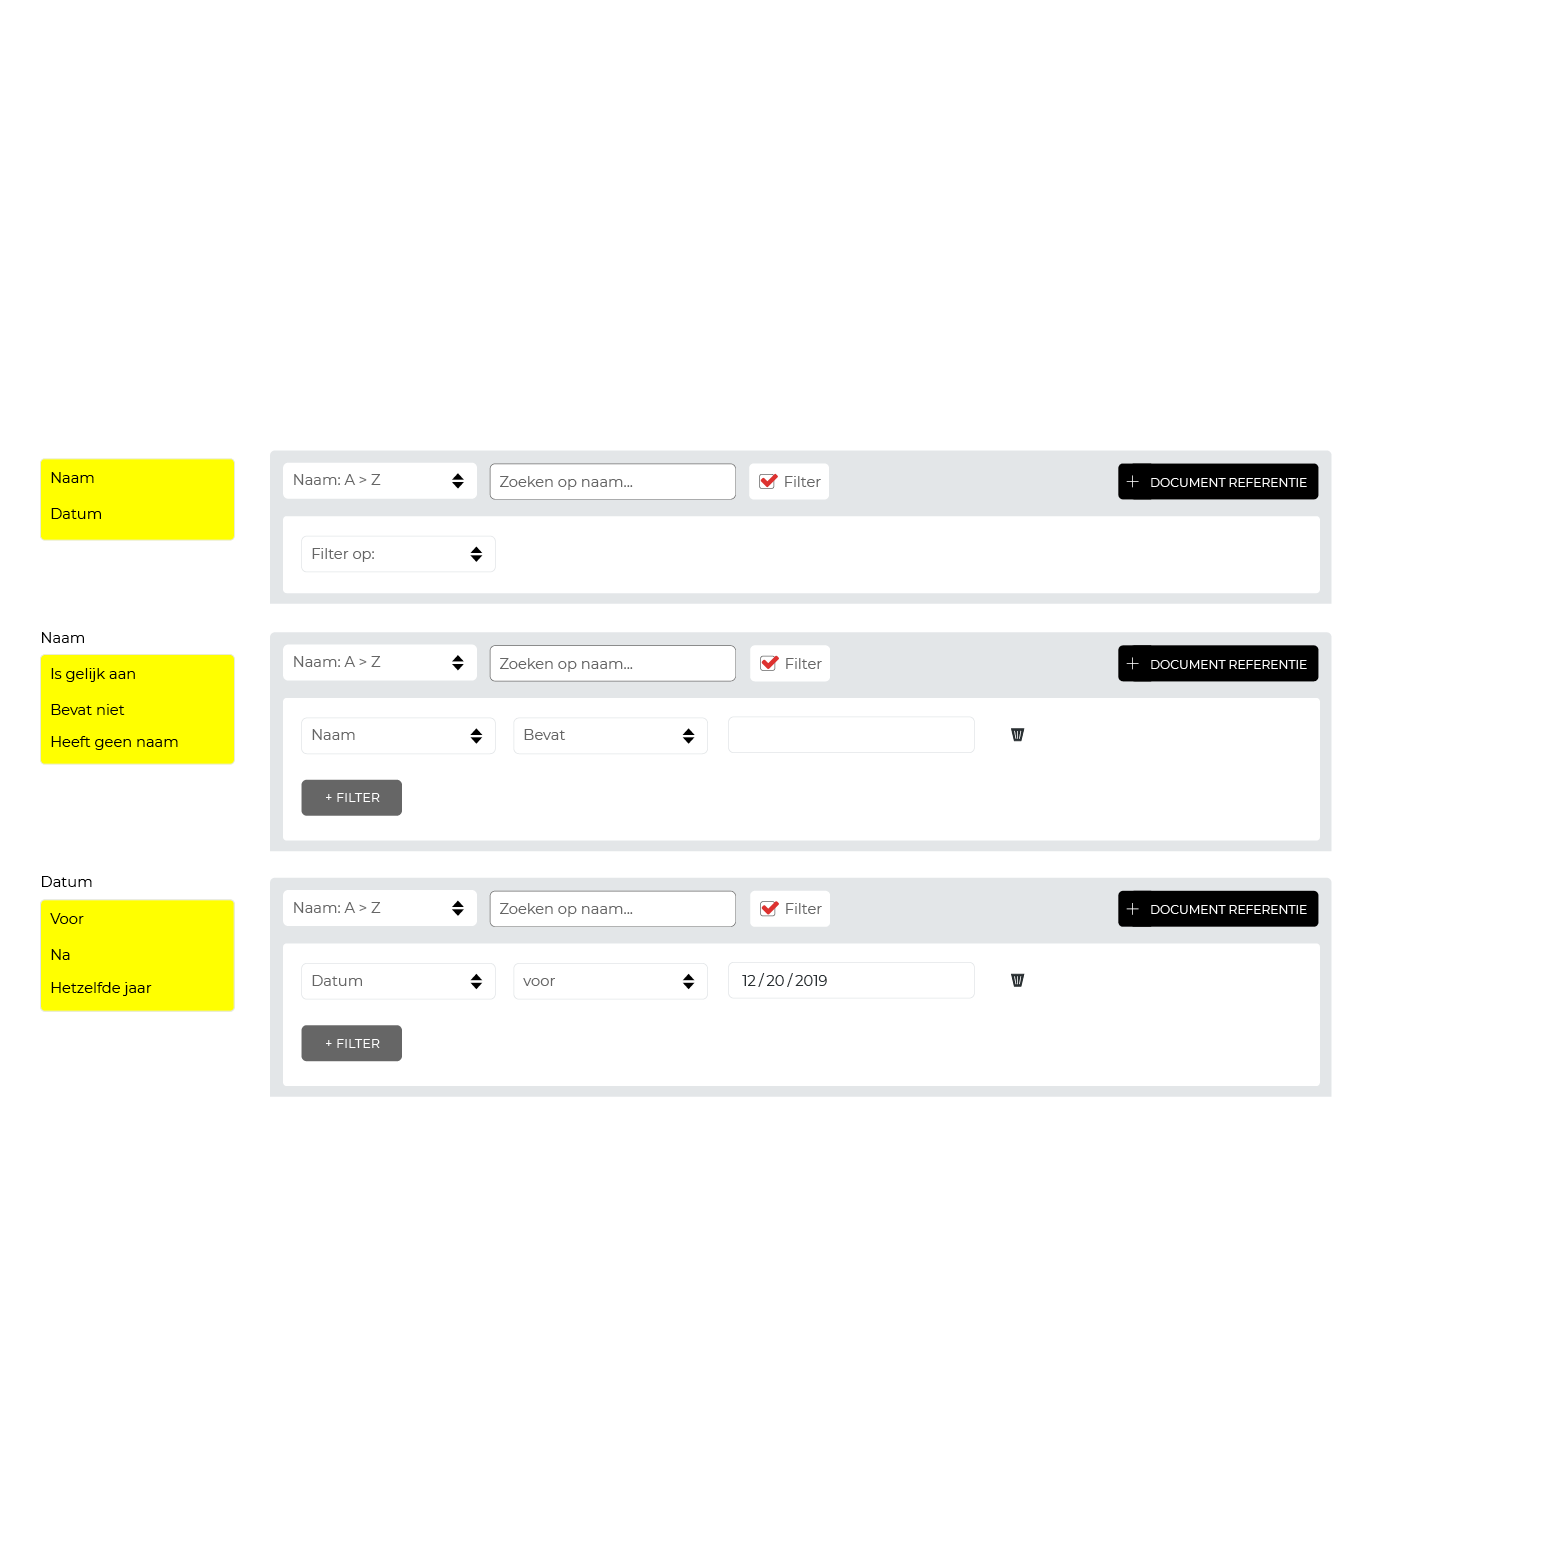 Naam
Datum
Naam: A > Z
Zoeken op naam...
Filter
+ DOCUMENT REFERENTIE
Filter op:
Naam
Is gelijk aan
Bevat niet
Heeft geen naam
Naam: A > Z
Zoeken op naam...
Filter
+ DOCUMENT REFERENTIE
Naam
Bevat
+ FILTER
Datum
Voor
Na
Hetzelfde jaar
Naam: A > Z
Zoeken op naam...
Filter
+ DOCUMENT REFERENTIE
Datum
voor
12 / 20 / 2019
+ FILTER